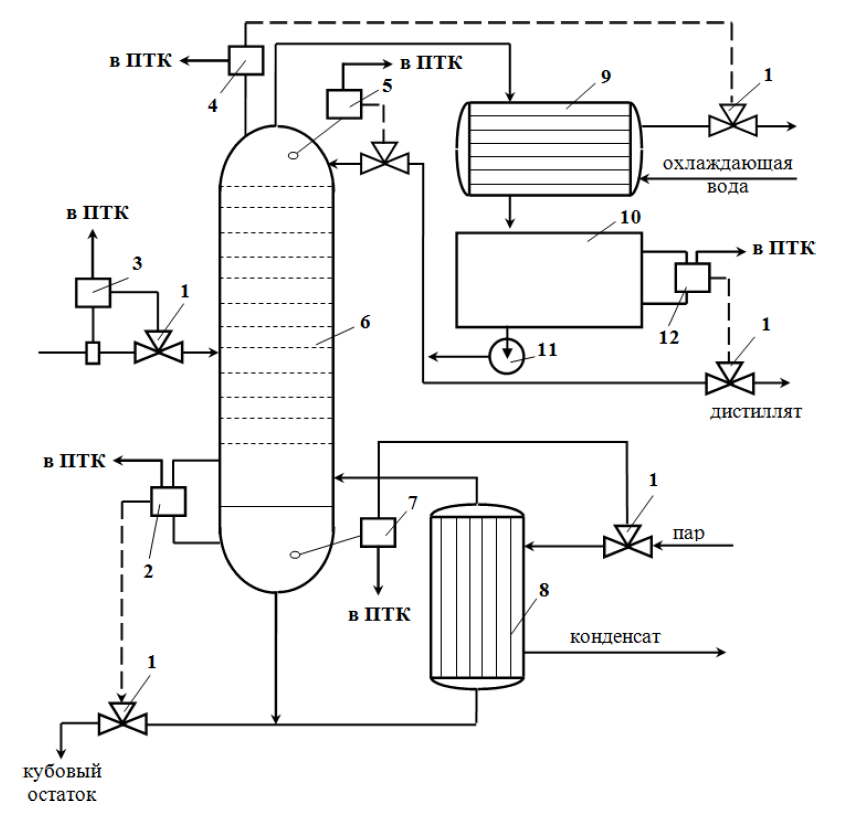 в ПТК
4
в ПТК
5
9
1
охлаждающая
вода
в ПТК
3
1
10
в ПТК
12
1
6
11
дистиллят
в ПТК
2
7
1
пар
в ПТК
8
конденсат
1
кубовый
остаток